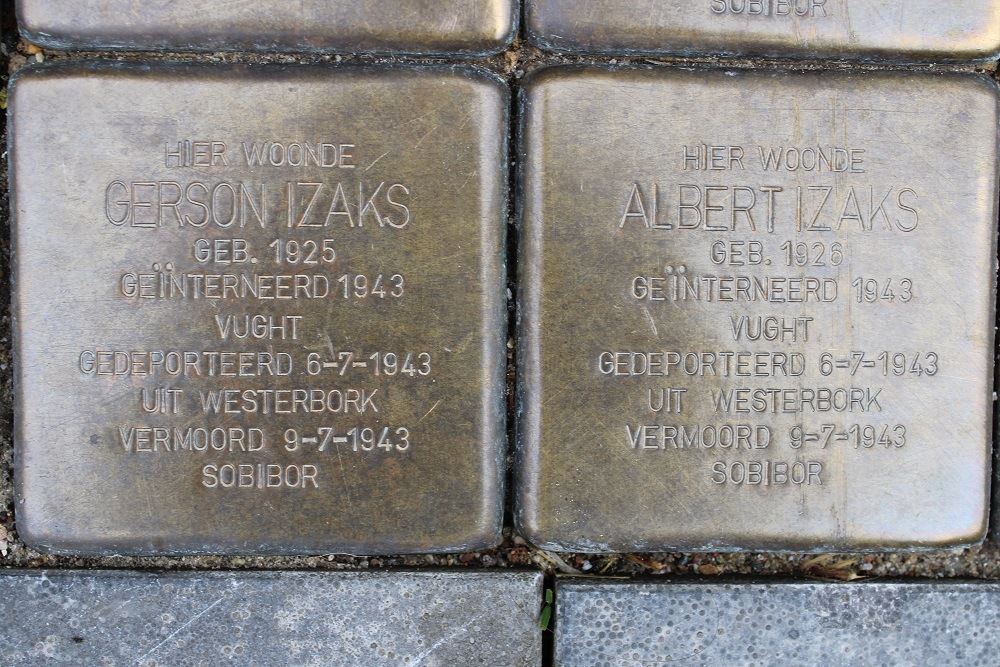 SOBIBOR
HIER WOONDE
GERSON IZAKS
GEB. 1925
GEÏNTERNEERD 1943
VUGHT
GEDEPORTEERD 6-7-1943
UIT WESTERBORK
VERMOORD 9-7-1943
SOBIBOR
HIER WOONDE
ALBERT IZAKS
GEB. 1926
GEÏNTERNEERD 1943
VUGHT
GEDEPORTEERD 6-7-1943
UIT WESTERBORK
VERMOORD 9-7-1943
SOBIBOR